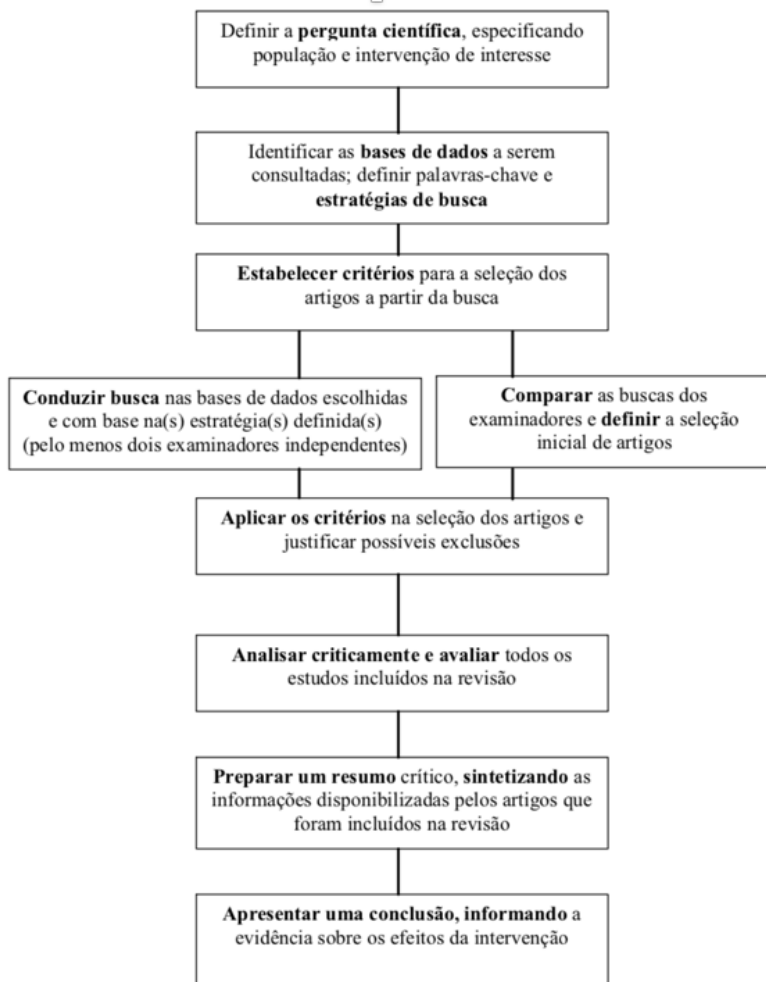 Definir a pergunta científica, especificando
população e intervenção de interesse
Identificar as bases de dados a serem
consultadas; definir palavras-chave e
estratégias de busca
Estabelecer critérios para a seleção dos
artigos a partir da busca
Conduzir busca nas bases de dados escolhidas
e com base na(s) estratégia(s) definida(s)
(pelo menos dois examinadores independentes)
Comparar as buscas dos
examinadores e definir a seleção
inicial de artigos
Aplicar os critérios na seleção dos artigos e
justificar possíveis exclusões
Analisar criticamente e avaliar todos os
estudos incluídos na revisão
Preparar um resumo crítico, sintetizando as
informações disponibilizadas pelos artigos que
foram incluídos na revisão
Apresentar uma conclusão, informando a
evidência sobre os efeitos da intervenção